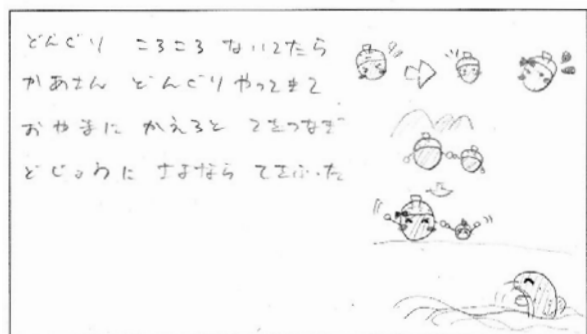 どんぐり ころころ ないてたら
かあさん どんぐり やってきて
おやまに かえろと てをつなぎ
どじょうに さよなら てをふった